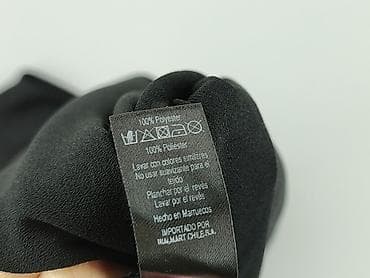 100% Polyester
100% Poliéster
Lavar con colores similares
No usar suavizante para el
tejido
Planchar por el revés
Lavar por el revés
Hecho en Marruecos
IMPORTADO POR
WALMART CHILE.S.A.